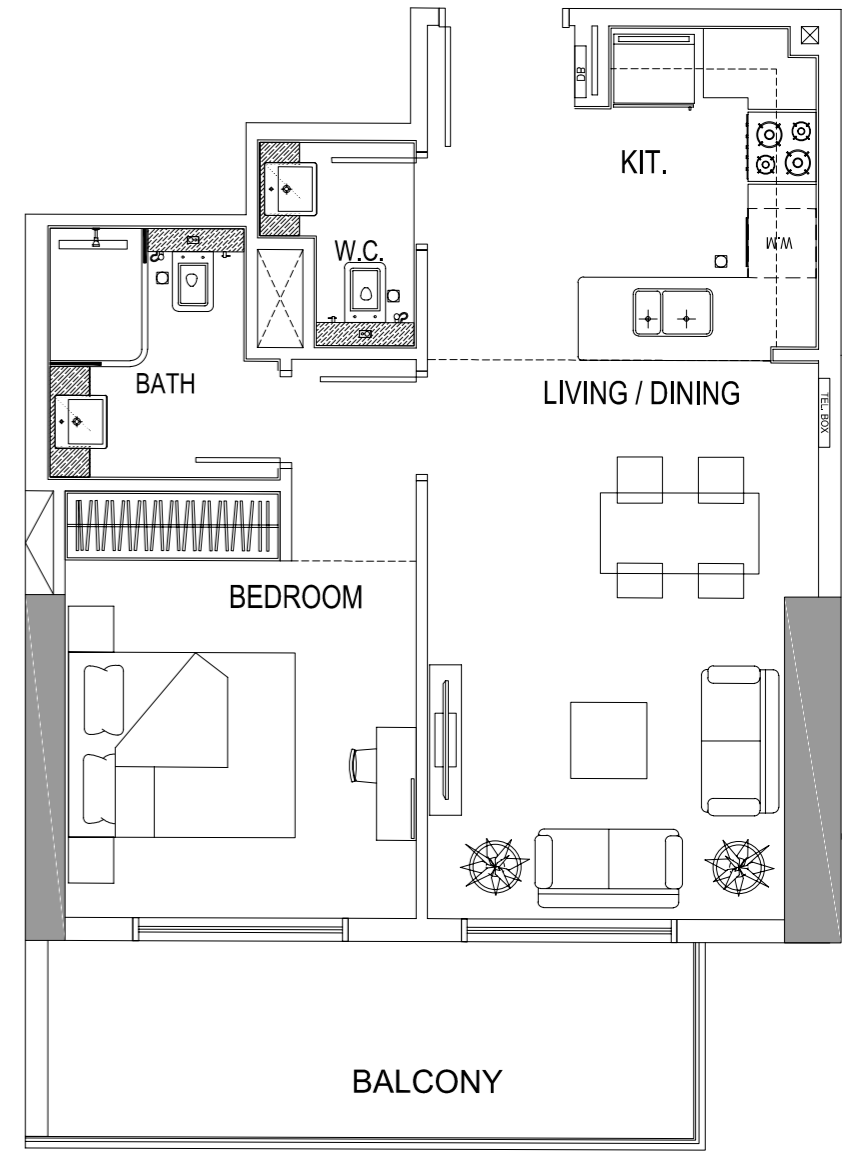 DB
KIT.
W.M
W.C.
BATH
LIVING / DINING
TEL BOX
BEDROOM
BALCONY